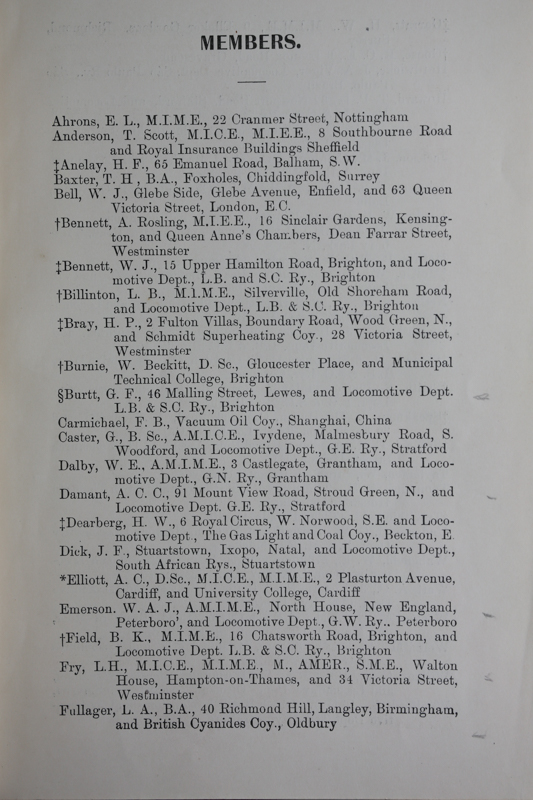 MEMBERS.
Ahrons, E. L., M.I.M.E., 22 Cranmer Street, Nottingham
Anderson, T. Scott, M.I.C.E., M.I.E.E., 8 Southbourne Road
and Royal Insurance Buildings Sheffield
‡Anelay, H. F., 65 Emanuel Road, Balham, S.W.
Baxter, T. H , B.A., Foxholes, Chiddingfold, Surrey
Bell, W. J., Glebe Side, Glebe Avenue, Enfield, and 63 Queen
Victoria Street, London, E.C.
†Bennett, A. Rosling, M.I.E.E., 16 Sinclair Gardens, Kensing-
ton, and Queen Anne's Chambers, Dean Farrar Street,
Westminster
‡Bennett, W. J., 15 Upper Hamilton Road, Brighton, and Loco-
motive Dept., L.B. and S.C. Ry., Brighton
†Billinton, L. B., M.I.M.E., Silverville, Old Shoreham Road,
and Locomotive Dept., L.B. & S.C. Ry., Brighton
‡Bray, H. P., 2 Fulton Villas, Boundary Road, Wood Green, N.,
and Schmidt Superheating Coy., 28 Victoria Street,
Westminster
†Burnie, W. Beckitt, D. Sc., Gloucester Place, and Municipal
Technical College, Brighton
§Burtt, G. F., 46 Malling Street, Lewes, and Locomotive Dept.
L.B. & S.C. Ry., Brighton
Carmichael, F. B., Vacuum Oil Coy., Shanghai, China
Caster, G., B. Sc., A.M.I.C.E., Ivydene, Malmesbury Road, S.
Woodford, and Locomotive Dept., G.E. Ry., Stratford
Dalby, W. E., A.M.I.M.E., 3 Castlegate, Grantham, and Loco-
motive Dept., G.N. Ry., Grantham
Damant, A. C. C., 91 Mount View Road, Stroud Green, N., and
Locomotive Dept. G.E. Ry., Stratford
‡Dearberg, H. W., 6 Royal Circus, W. Norwood, S.E. and Loco-
motive Dept., The Gas Light and Coal Coy., Beckton, E
Dick, J. F., Stuartstown, Ixopo, Natal, and Locomotive Dept.,
South African Rys., Stuartstown
*Elliott, A. C., D.Sc., M.I.C.E., M.I.M.E., 2 Plasturton Avenue,
Cardiff, and University College, Cardiff
Emerson. W. A. J., A.M.I.M.E., North House, New England,
Peterboro', and Locomotive Dept., G.W. Ry.. Peterboro
†Field, B. K., M.I.M.E., 16 Chatsworth Road, Brighton, and
Locomotive Dept. L.B. & S.C. Ry., Brighton
Fry, L.H., M.I.C.E., M.I.M.E., M., AMER., S.M.E., Walton
House, Hampton-on-Thames, and 34 Victoria Street,
Westminster
Fullager, L. A., B.A., 40 Richmond Hill, Langley, Birmingham,
and British Cyanides Coy., Oldbury